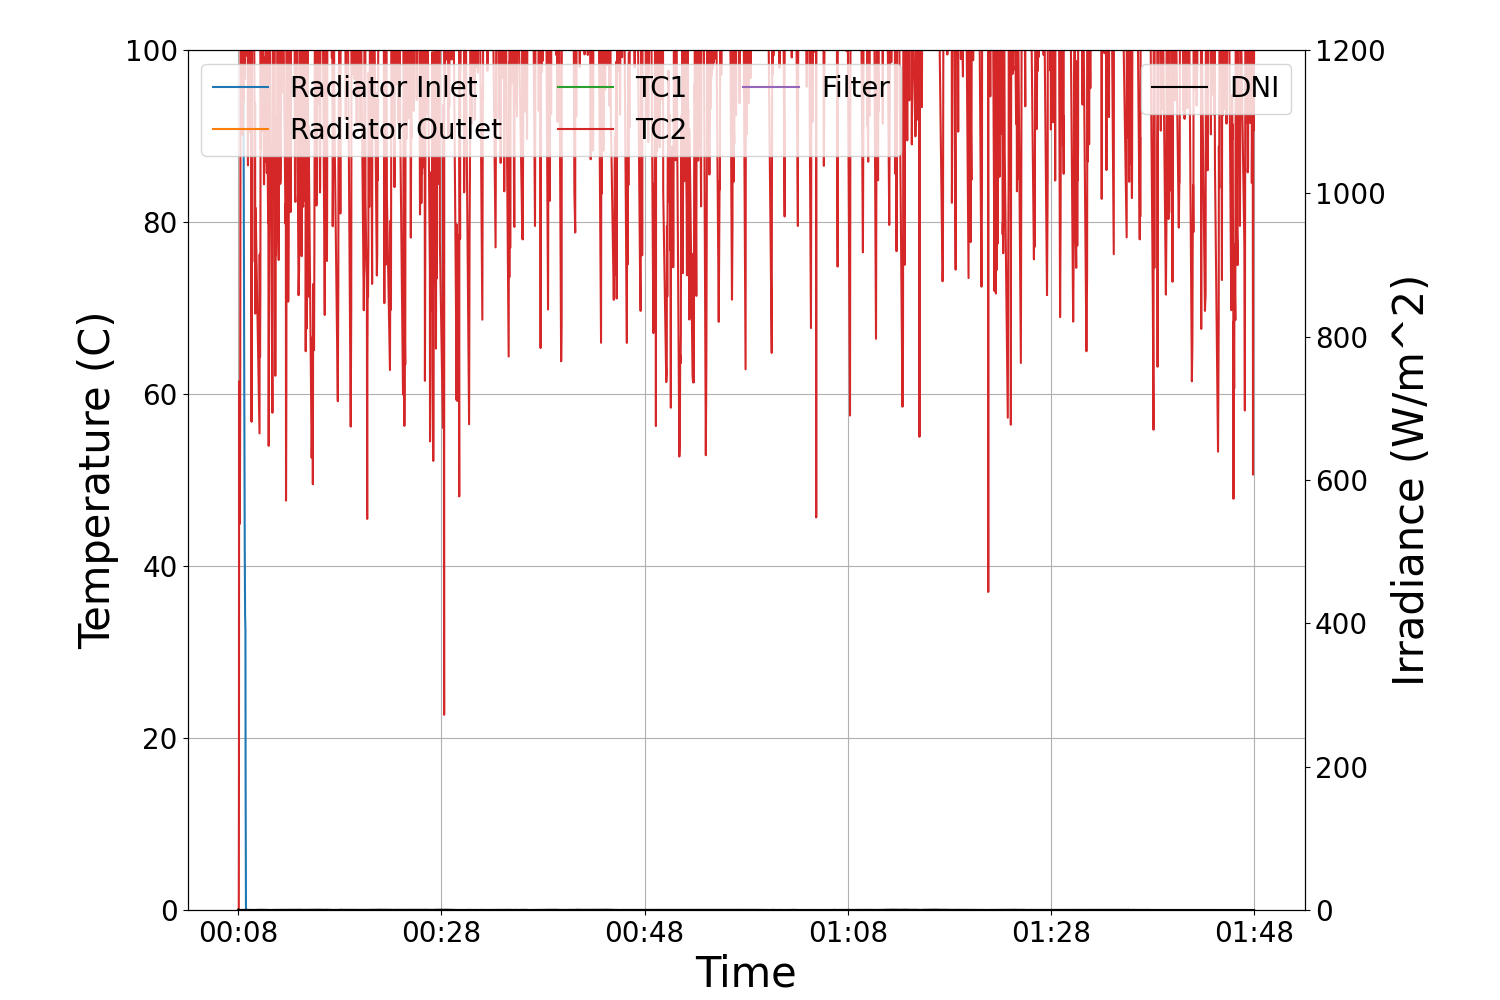 100
80
60
40
20
0
Temperature (C)
Radiator Inlet
Radiator Outlet
TC1
TC2
Filter
DNI
1200
1000
800
600
400
200
0
Irradiance (W/m^2)
00:08 00:28 00:48 01:08 01:28 01:48
Time